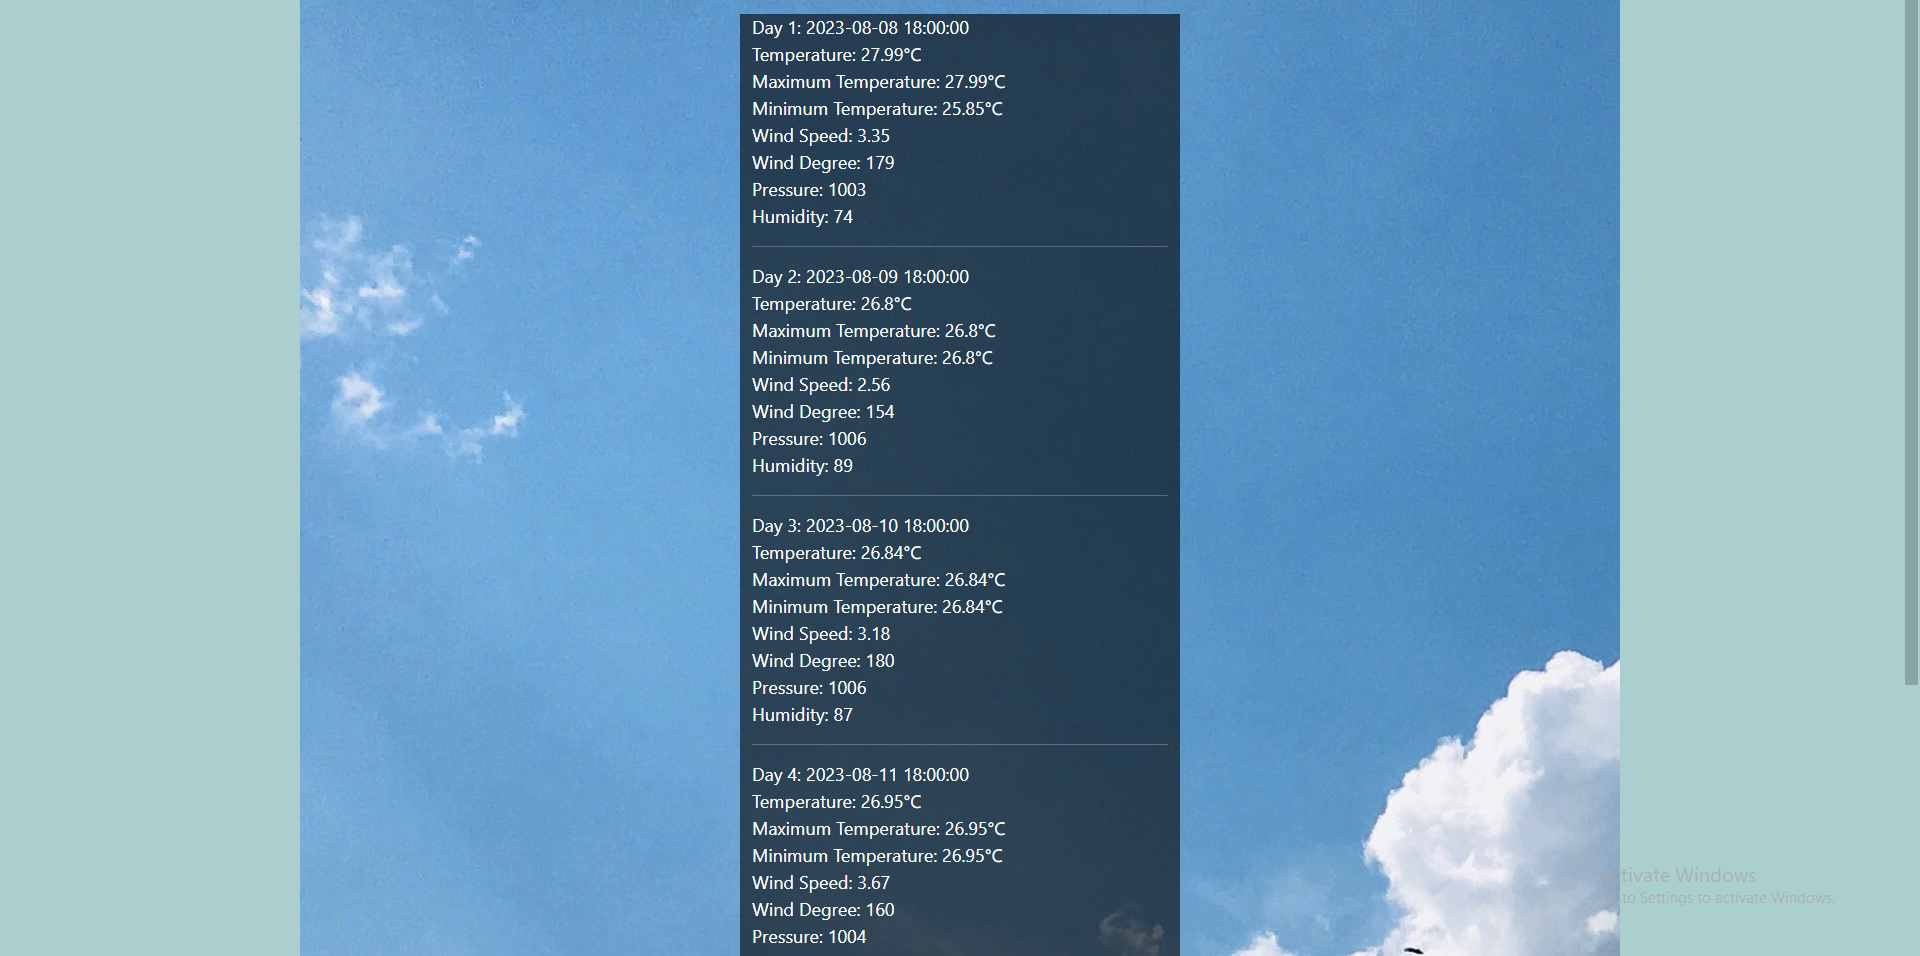 Day 1: 2023-08-08 18:00:00
Temperature: 27.99°C
Maximum Temperature: 27.99°C
Minimum Temperature: 25.85°C
Wind Speed: 3.35
Wind Degree: 179
Pressure: 1003
Humidity: 74
Day 2: 2023-08-09 18:00:00
Temperature: 26.8°C
Maximum Temperature: 26.8°C
Minimum Temperature: 26.8°C
Wind Speed: 2.56
Wind Degree: 154
Pressure: 1006
Humidity: 89
Day 3: 2023-08-10 18:00:00
Temperature: 26.84°C
Maximum Temperature: 26.84°C
Minimum Temperature: 26.84°C
Wind Speed: 3.18
Wind Degree: 180
Pressure: 1006
Humidity: 87
Day 4: 2023-08-11 18:00:00
Temperature: 26.95°C
Maximum Temperature: 26.95°C
Minimum Temperature: 26.95°C
Wind Speed: 3.67
Wind Degree: 160
Pressure: 1004
Activate Windows
to Settings to activate Windows.